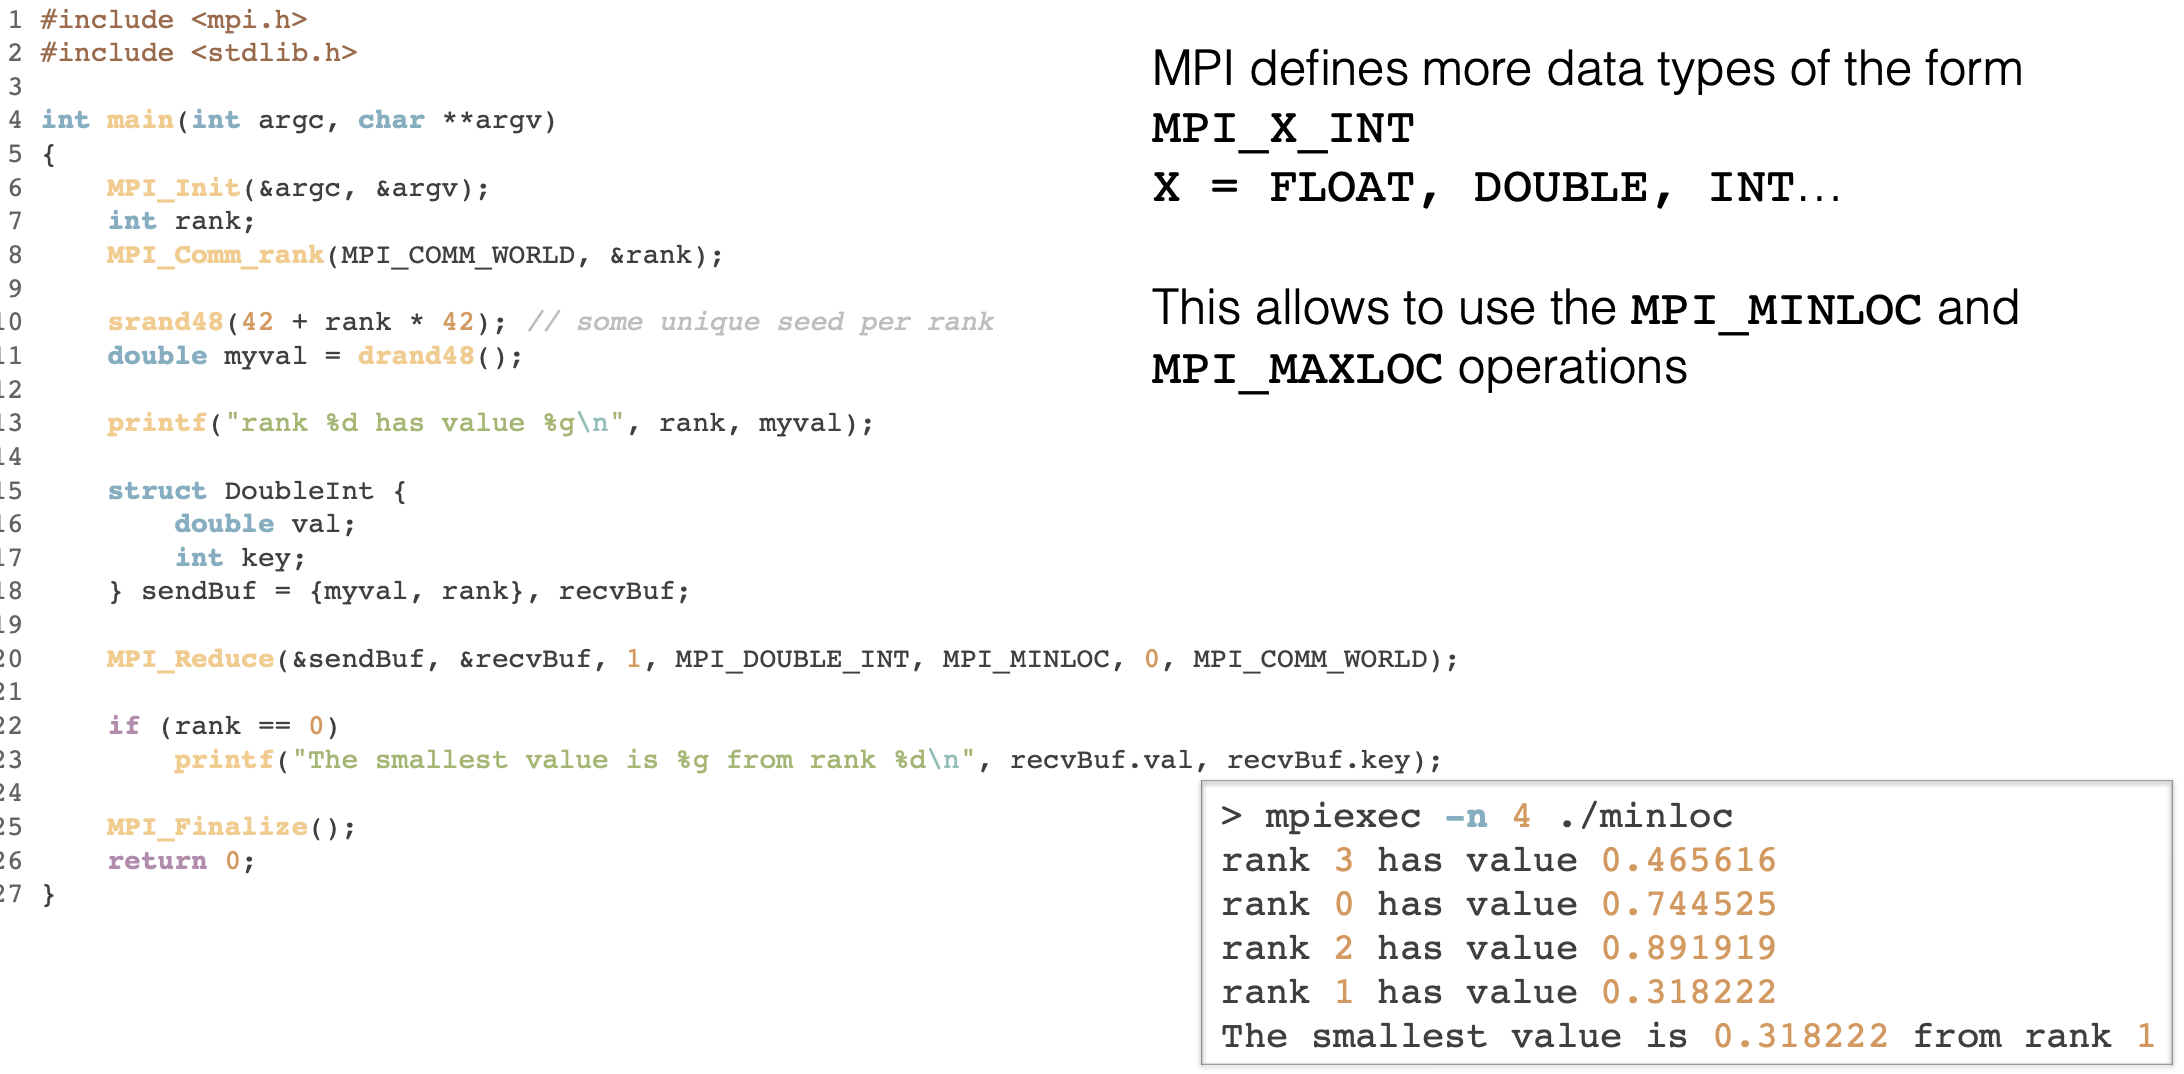 1 #include <mpi.h>
2 #include <stdlib.h>
3
4 int main(int argc, char **argv)
5 {
6     MPI_Init(&argc, &argv);
7     int rank;
8     MPI_Comm_rank(MPI_COMM_WORLD, &rank);
9
10     srand48(42 + rank * 42); // some unique seed per rank
11     double myval = drand48();
12
13     printf("rank %d has value %g\n", rank, myval);
14
15     struct DoubleInt {
16         double val;
17         int key;
18     } sendBuf = {myval, rank}, recvBuf;
19
20     MPI_Reduce(&sendBuf, &recvBuf, 1, MPI_DOUBLE_INT, MPI_MINLOC, 0, MPI_COMM_WORLD);
21
22     if (rank == 0)
23         printf("The smallest value is %g from rank %d\n", recvBuf.val, recvBuf.key);
24
25     MPI_Finalize();
26     return 0;
27 }
MPI defines more data types of the form
MPI_X_INT
X = FLOAT, DOUBLE, INT…
This allows to use the MPI_MINLOC and
MPI_MAXLOC operations
> mpiexec -n 4 ./minloc
rank 3 has value 0.465616
rank 0 has value 0.744525
rank 2 has value 0.891919
rank 1 has value 0.318222
The smallest value is 0.318222 from rank 1